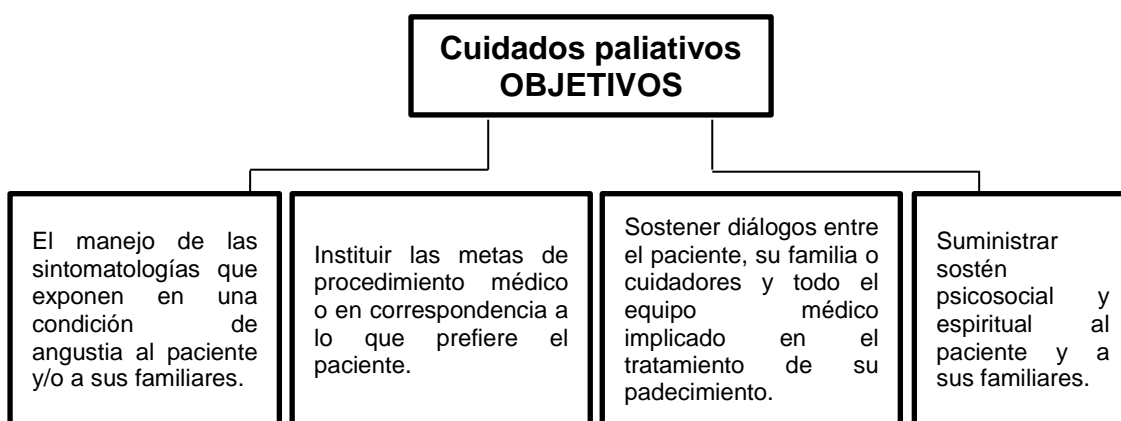 Cuidados paliativos
OBJETIVOS
El manejo de las
sintomatologías que
exponen en una
condición de
angustia al paciente
y/o a sus familiares.
Instituir las metas de
procedimiento médico
o en correspondencia a
lo que prefiere el
paciente.
Sostener diálogos entre
el paciente, su familia o
cuidadores y todo el
equipo médico
implicado en el
tratamiento de su
padecimiento.
Suministrar
sostén
psicosocial y
espiritual al
paciente y a
sus familiares.